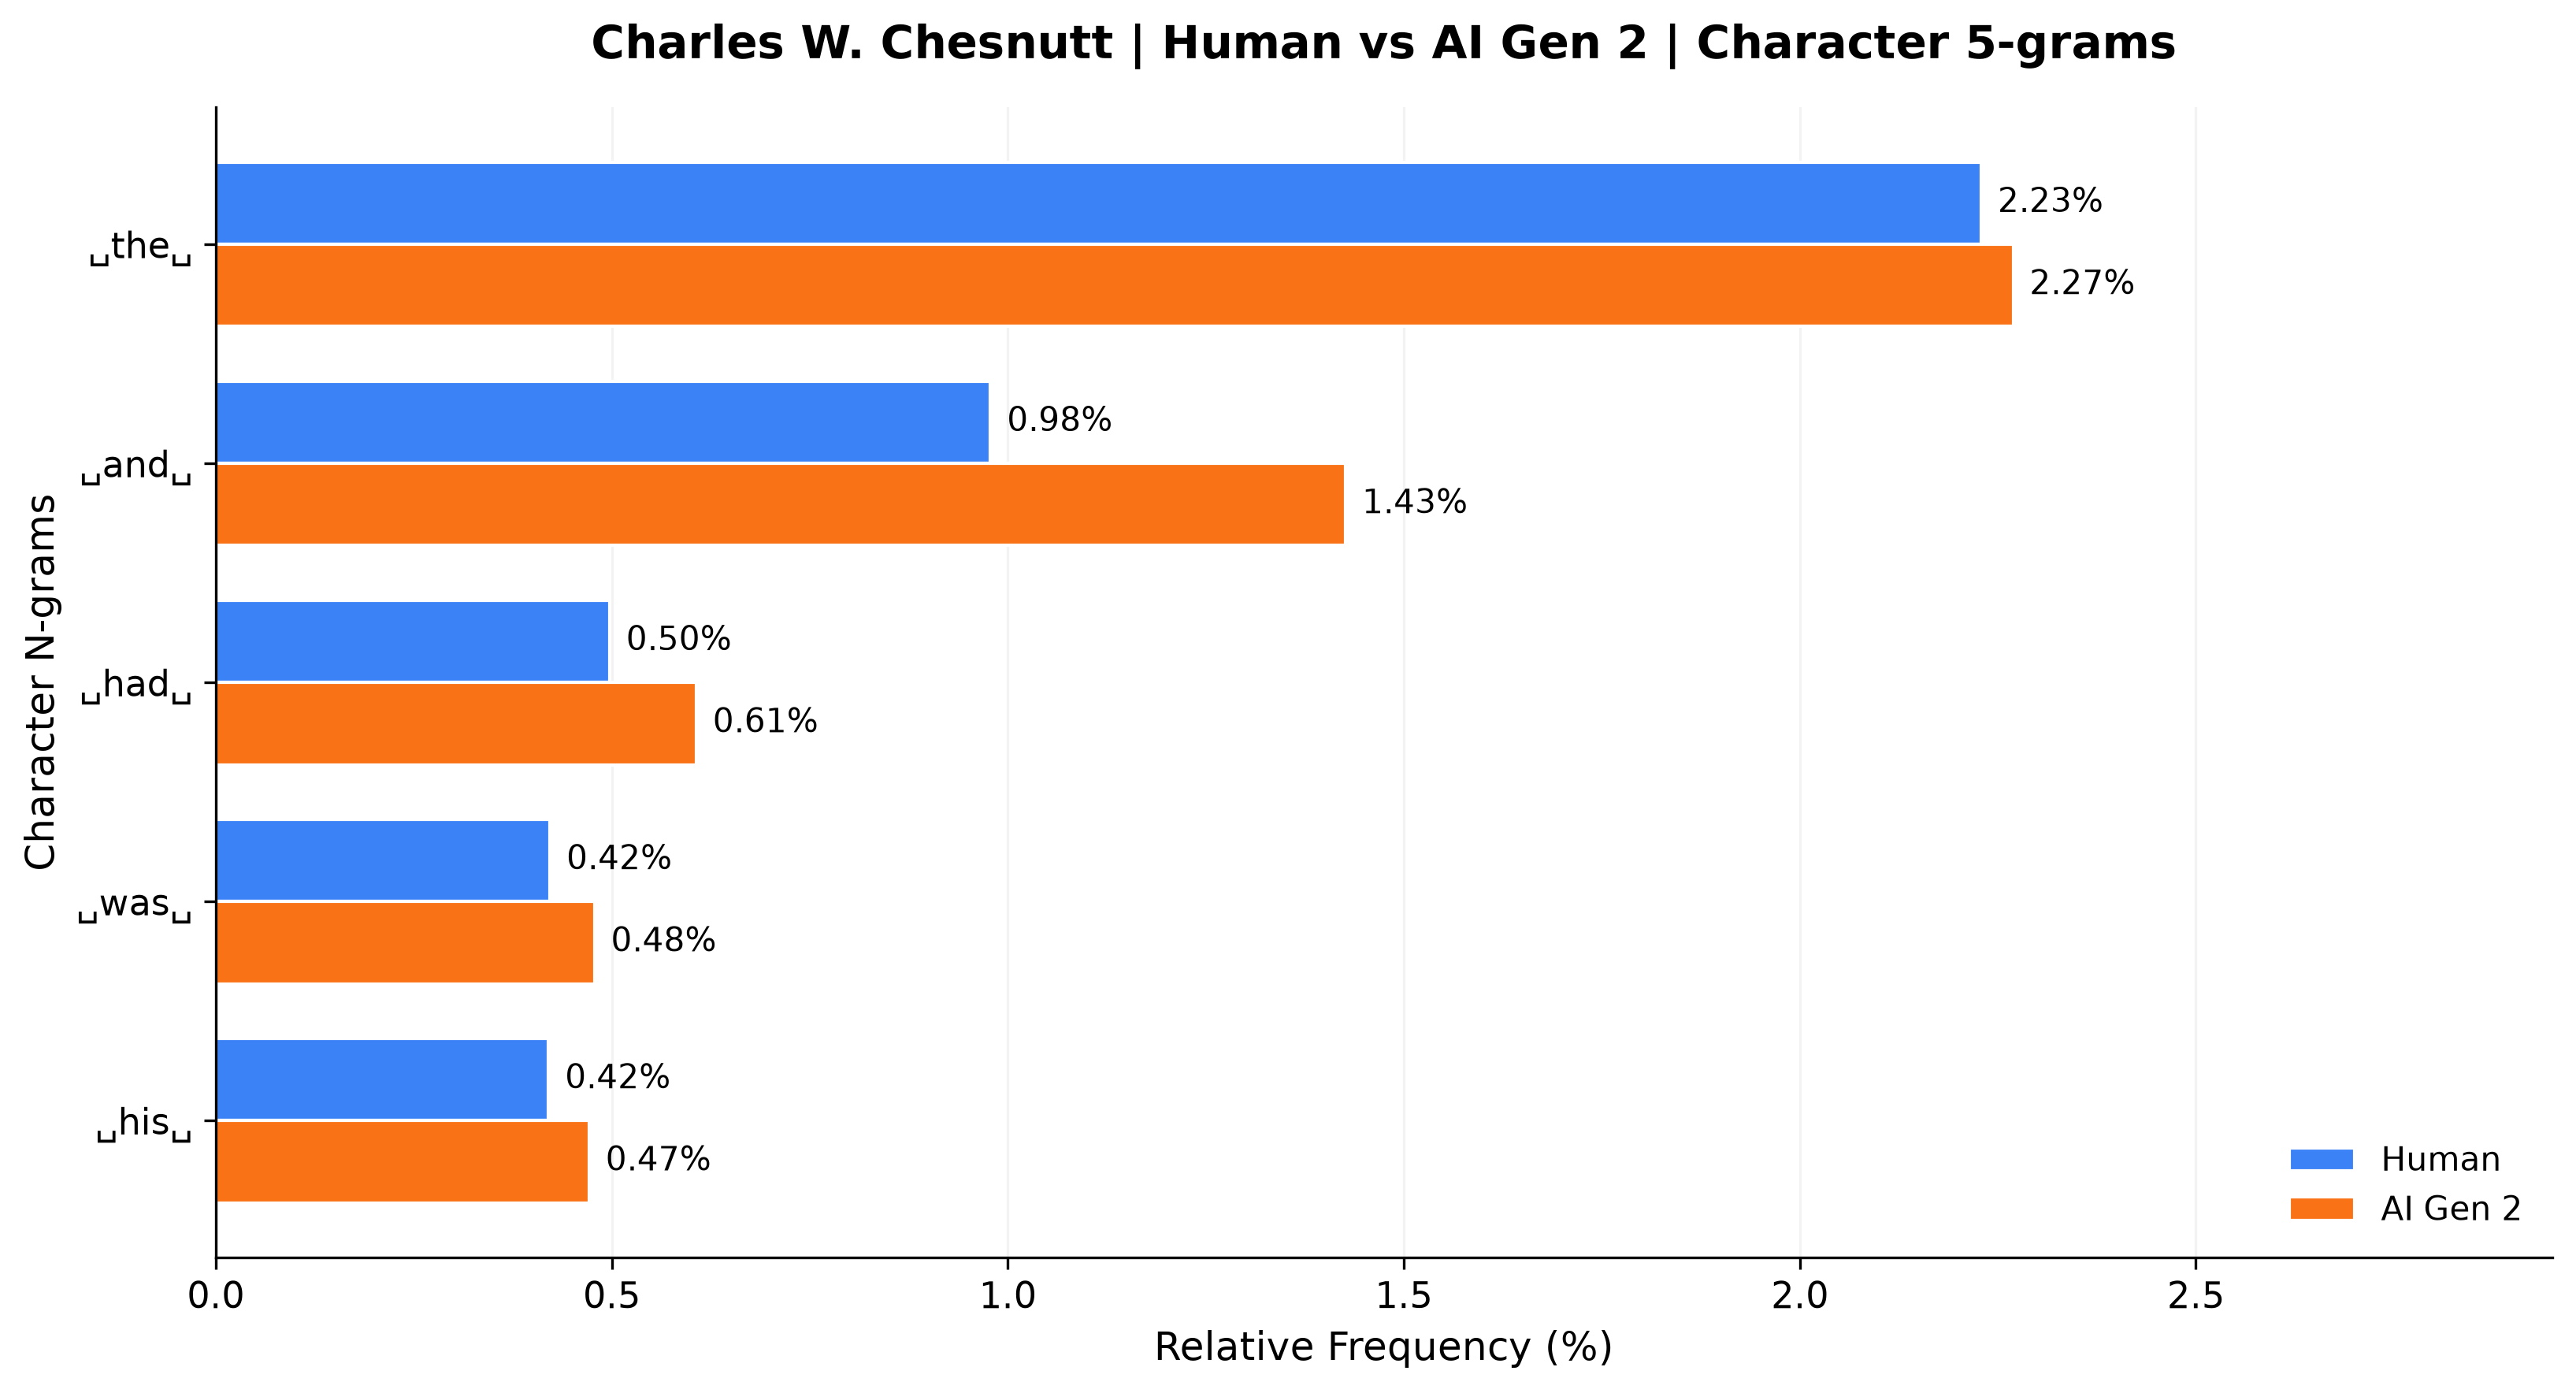 Charles W. Chesnutt | Human vs AI Gen 2 | Character 5-grams
Character N-grams
␣the␣
2.23%
2.27%
␣and␣
0.98%
1.43%
␣had␣
0.50%
0.61%
␣was␣
0.42%
0.48%
␣his␣
0.42%
0.47%
Human
AI Gen 2
0.0 0.5 1.0 1.5 2.0 2.5
Relative Frequency (%)